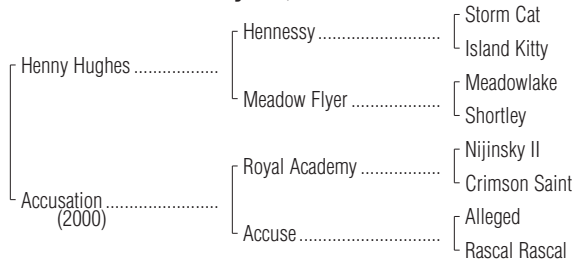 Storm Cat
Hennessy ........................
Island Kitty
Henny Hughes .................
Meadowlake
Meadow Flyer ..................
Shortley
Nijinsky II
Royal Academy ................
Crimson Saint
Accusation ......................
(2000)
Alleged
Accuse ............................
Rascal Rascal